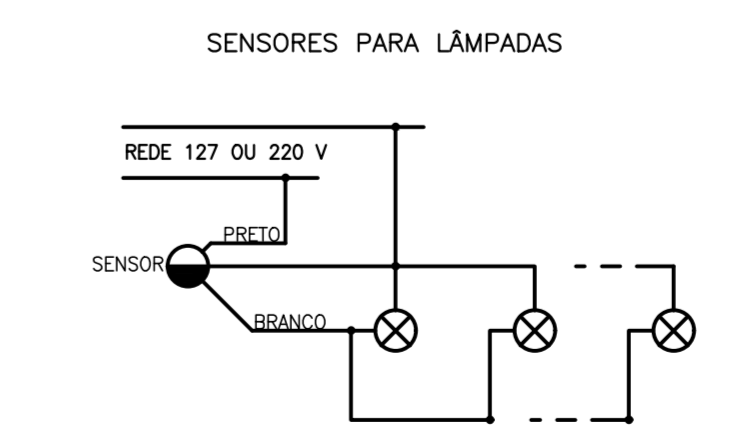 SENSORES PARA LÂMPADAS
REDE 127 OU 220 V
PRETO
SENSOR
BRANCO